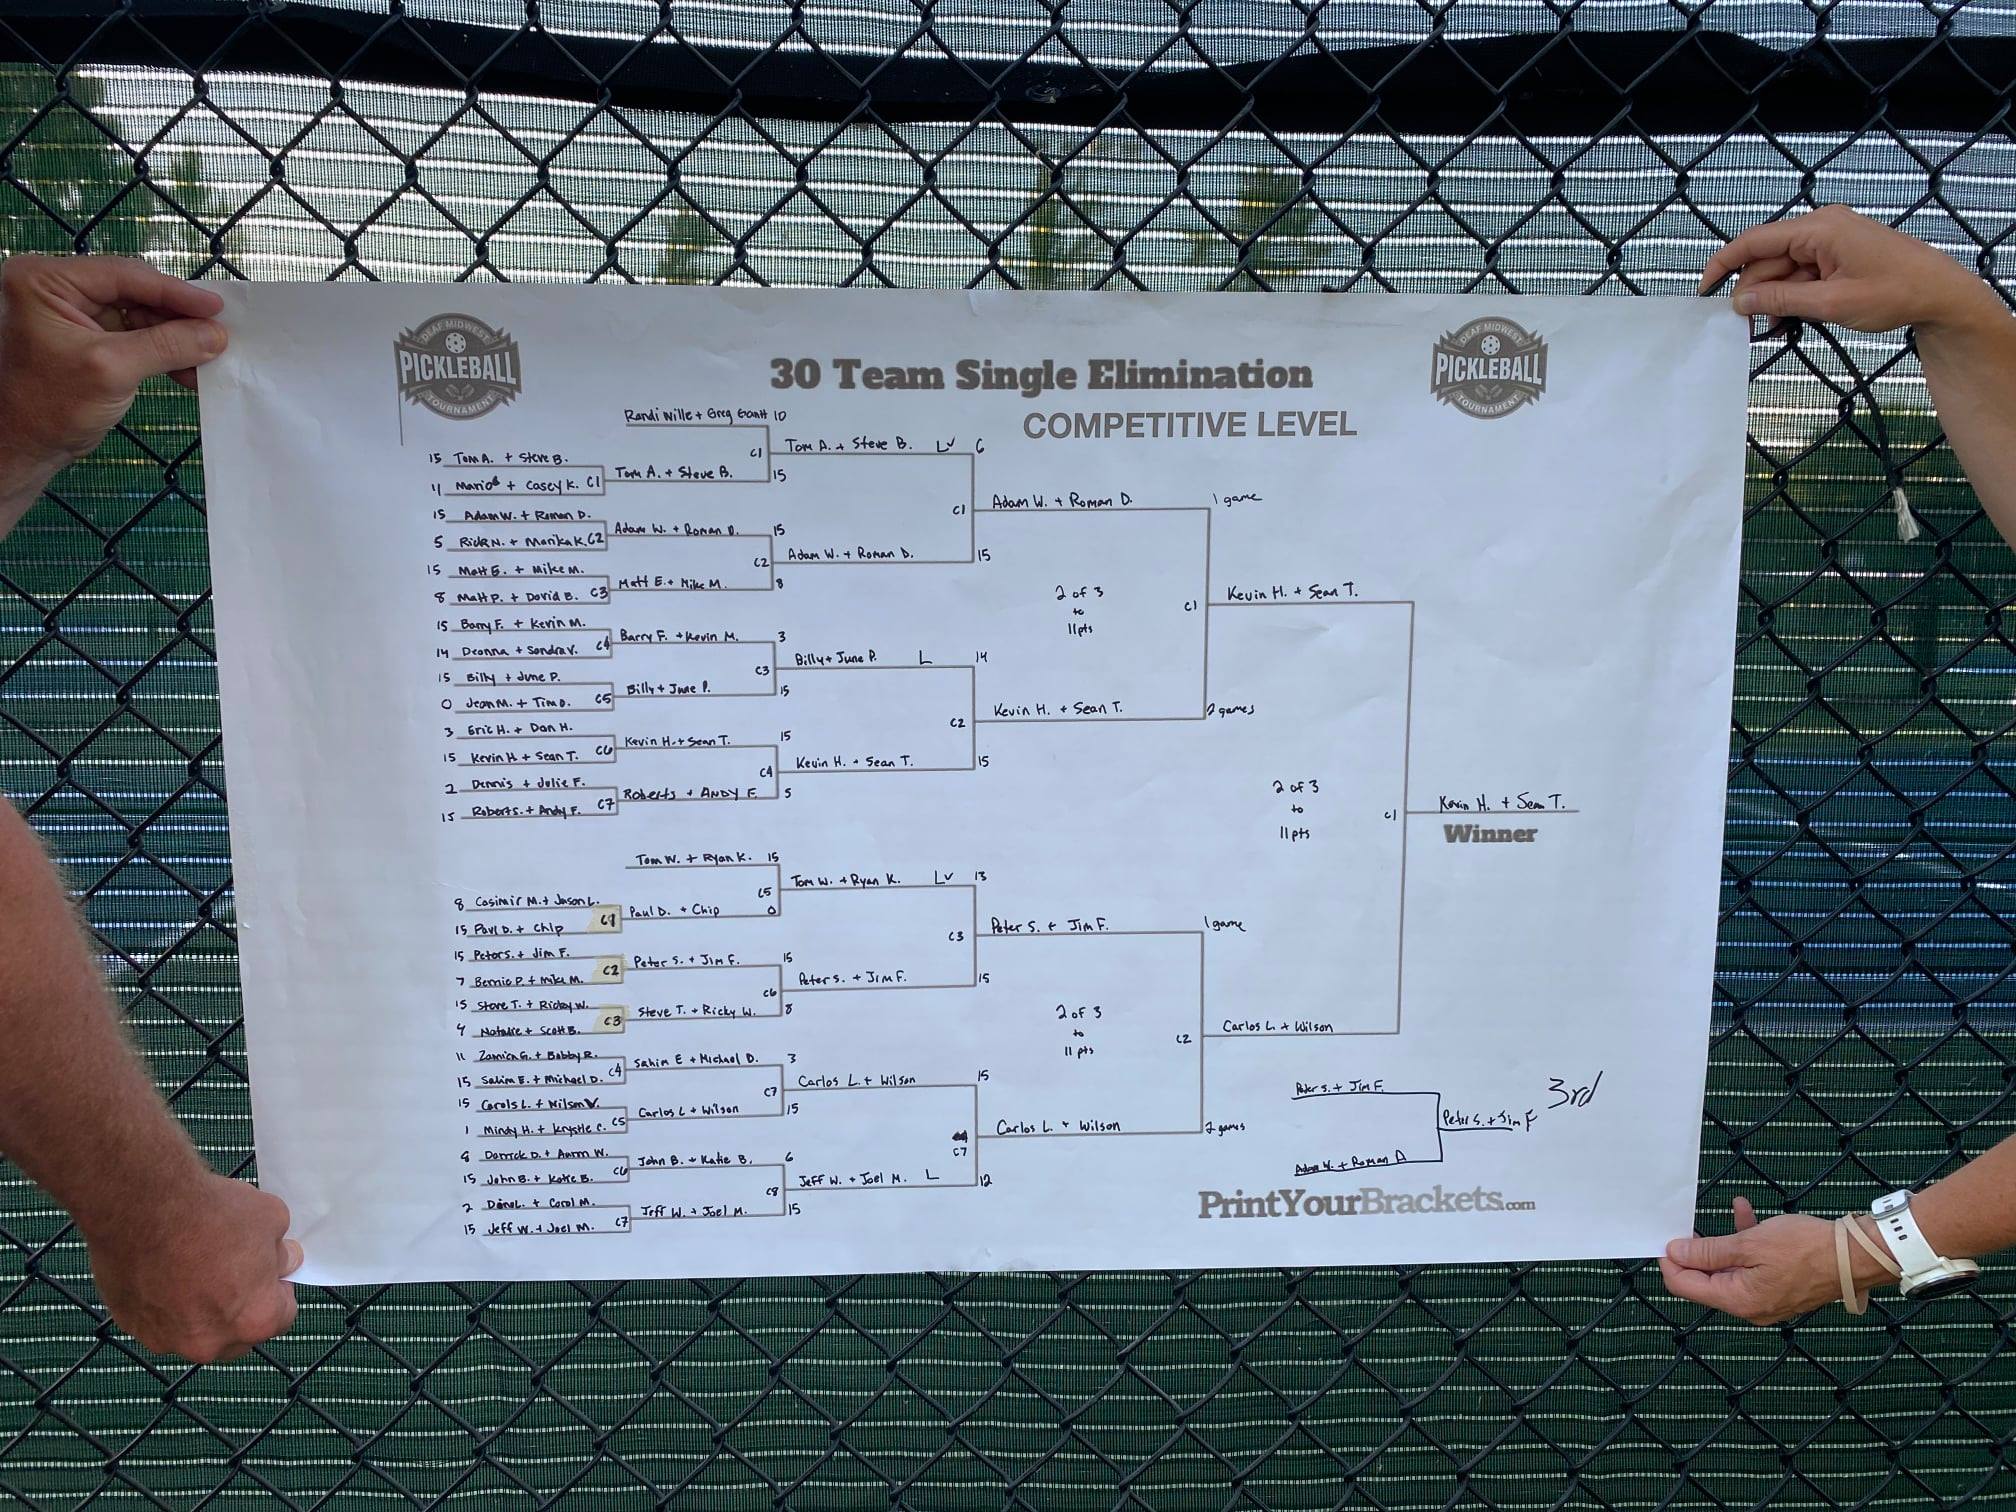 DEAF MIDWEST
PICKLEBALL
TOURNAMENT
30 Team Single Elimination
COMPETITIVE LEVEL
DEAF MIDWEST
PICKLEBALL
TOURNAMENT
Randi Wille + Greg Gantt 10
C1
15 Tom A. + Steve B.
11 Mario + Casey K. C1
Tom A. + Steve B. 15
Tom A. + Steve B. L 6
15 Adam W. + Roman D.
5 Rick N. + Marika K. C2
Adam W. + Roman D. 15
C2
15 Matt E. + Mike M.
8 Matt P. + David B. C3
Matt E. + Mike M. 8
Adam W. + Roman D. 15
C1
Adam W. + Roman D. 1 game
15 Barry F. + Kevin M.
14 Deanna + Sandra V. C4
Barry F. + Kevin M. 3
C3
15 Billy + June P.
0 Jean M. + Tim D. C5
Billy + June P. 15
Billy + June P. L 14
C2
3 Eric H. + Dan H.
15 Kevin H + Sean T. C6
Kevin H. + Sean T. 15
C4
2 Dennis + Julie F.
15 Robert S. + Andy F. C7
Robert S + ANDY F. 5
Kevin H. + Sean T. 15
Kevin H. + Sean T. 2 games
2 of 3
to
11pts
C1
Kevin H. + Sean T.
2 of 3
to
11 pts
C1
Kevin H. + Sean T.
Winner
Tom W. + Ryan K. 15
C5
8 Casimir M. + Jason L.
15 Paul D. + Chip C1
Paul D. + Chip 0
Tom W. + Ryan K. L 13
C3
15 Peter S. + Jim F.
7 Bernie P. + Mike M. C2
Peter S. + Jim F. 15
C6
15 Steve T. + Ricky W.
4 Natalie + Scott B. C3
Steve T. + Ricky W. 8
Peter S. + Jim F. 15
Peter S. + Jim F. 1 game
2 of 3
to
11 pts
C2
Carlos L. + Wilson
11 Zamica G. + Bobby R.
15 Salim E. + Michael D. C4
Sahim E + Michael D. 3
C7
15 Carols L. + Wilson V.
1 Mindy H. + Krystle C. C5
Carlos L + Wilson 15
Carlos L. + Wilson 15
C7
Carlos L. + Wilson 2 games
Derrick D. + Aaron W.
15 John B. + Katie B. C6
John B. + Katie B. 6
C8
2 L. + Carol M.
15 Jeff W. + Joel M. C7
Jeff W. + Joel M. 15
Jeff W. + Joel M. L 12
Peter S. + Jim F.
Adam W. + Roman D
Peter S. + Jim F
3rd
PrintYourBrackets.com